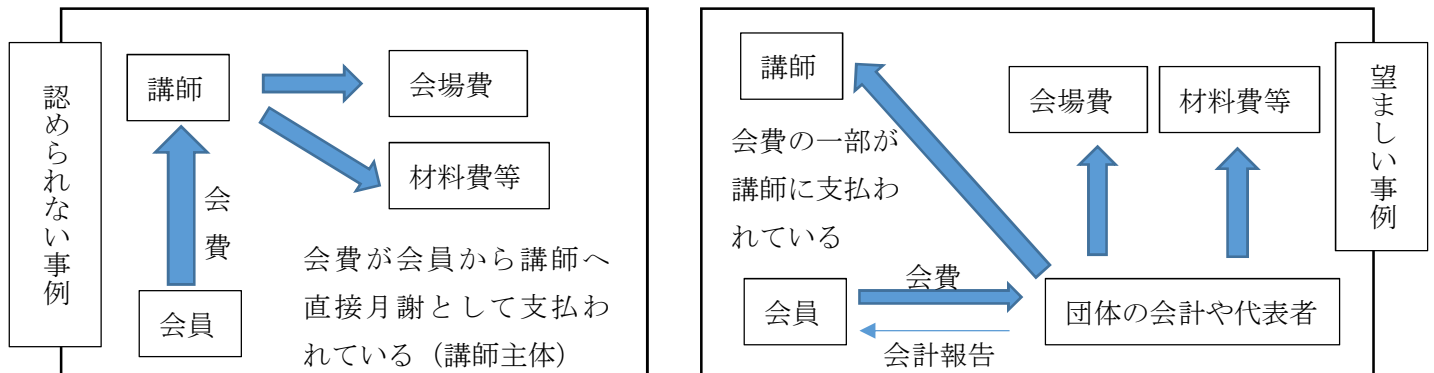 認められない事例
講師
会場費
材料費等
会費
会員
会費が会員から講師へ
直接月謝として支払わ
れている（講師主体）
望ましい事例
講師
会場費
材料費等
会費の一部が
講師に支払わ
れている
会費
会員
団体の会計や代表者
会計報告